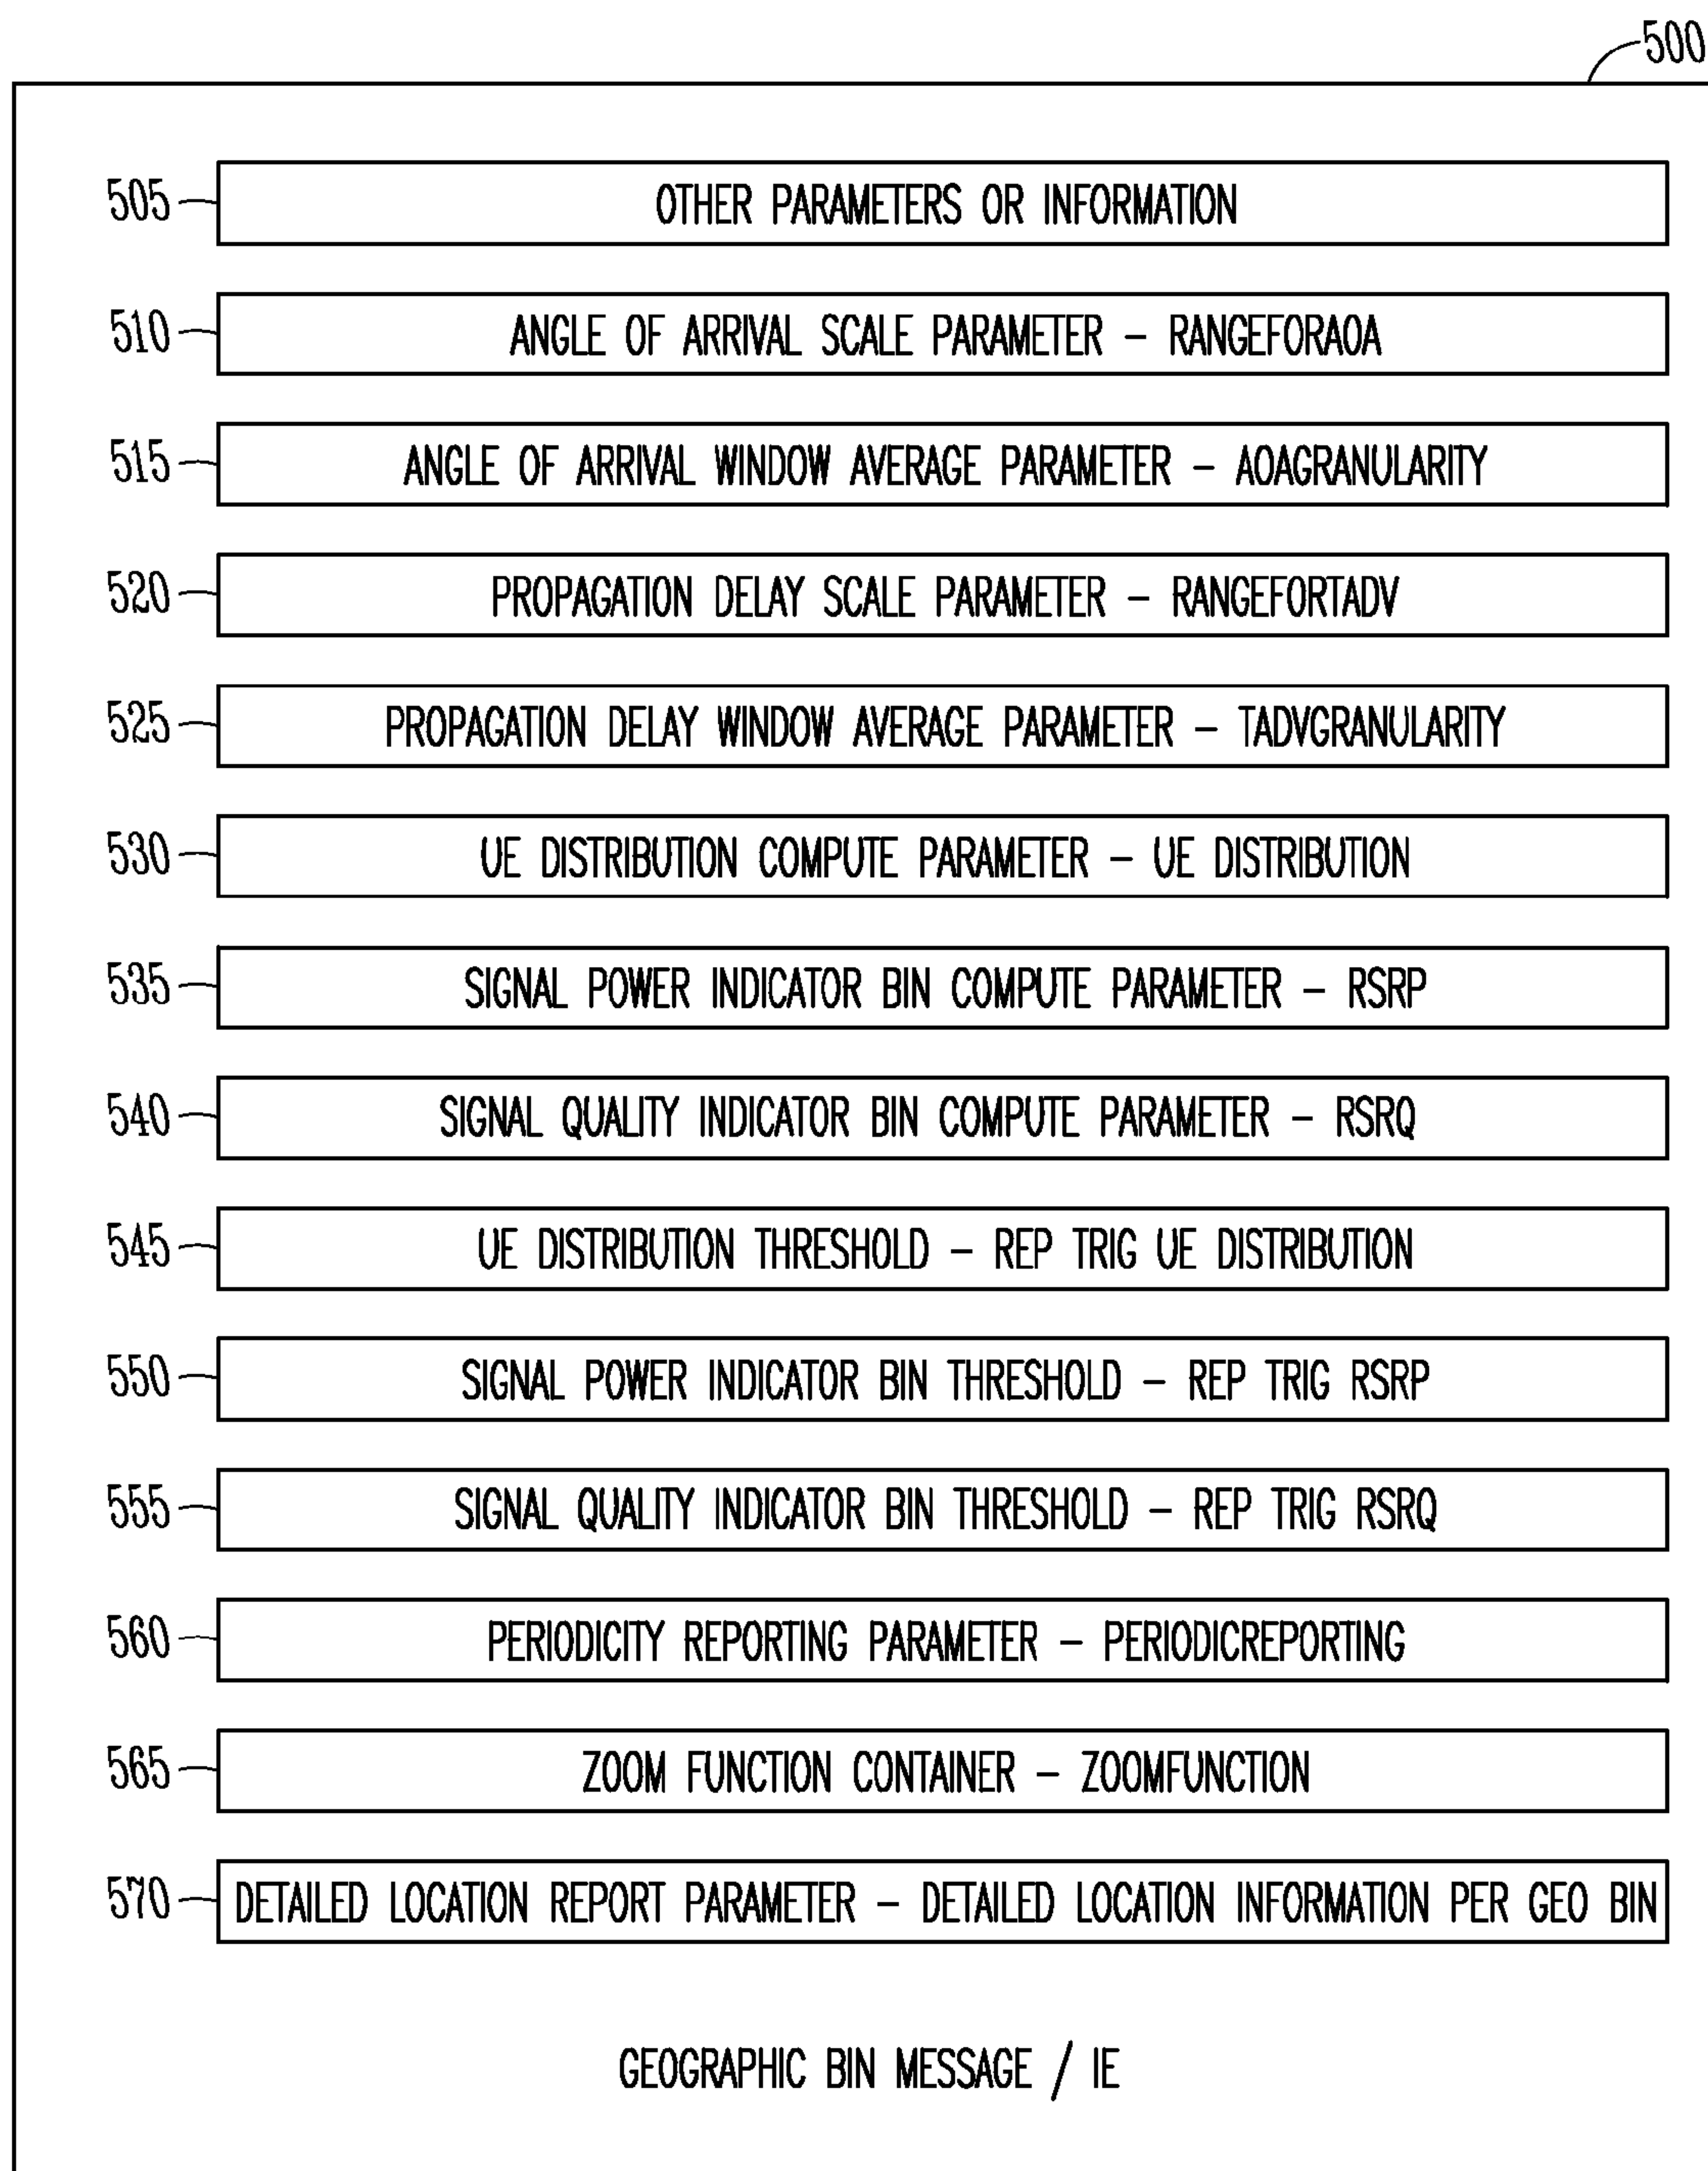 500
505 OTHER PARAMETERS OR INFORMATION
510 ANGLE OF ARRIVAL SCALE PARAMETER – RANGEFORAOA
515 ANGLE OF ARRIVAL WINDOW AVERAGE PARAMETER – AOAGRANULARITY
520 PROPAGATION DELAY SCALE PARAMETER – RANGEFORTADV
525 PROPAGATION DELAY WINDOW AVERAGE PARAMETER – TADVGRANULARITY
530 UE DISTRIBUTION COMPUTE PARAMETER – UE DISTRIBUTION
535 SIGNAL POWER INDICATOR BIN COMPUTE PARAMETER – RSRP
540 SIGNAL QUALITY INDICATOR BIN COMPUTE PARAMETER – RSRQ
545 UE DISTRIBUTION THRESHOLD – REP TRIG UE DISTRIBUTION
550 SIGNAL POWER INDICATOR BIN THRESHOLD – REP TRIG RSRP
555 SIGNAL QUALITY INDICATOR BIN THRESHOLD – REP TRIG RSRQ
560 PERIODICITY REPORTING PARAMETER – PERIODICREPORTING
565 ZOOM FUNCTION CONTAINER – ZOOMFUNCTION
570 DETAILED LOCATION REPORT PARAMETER – DETAILED LOCATION INFORMATION PER GEO BIN
GEOGRAPHIC BIN MESSAGE / IE